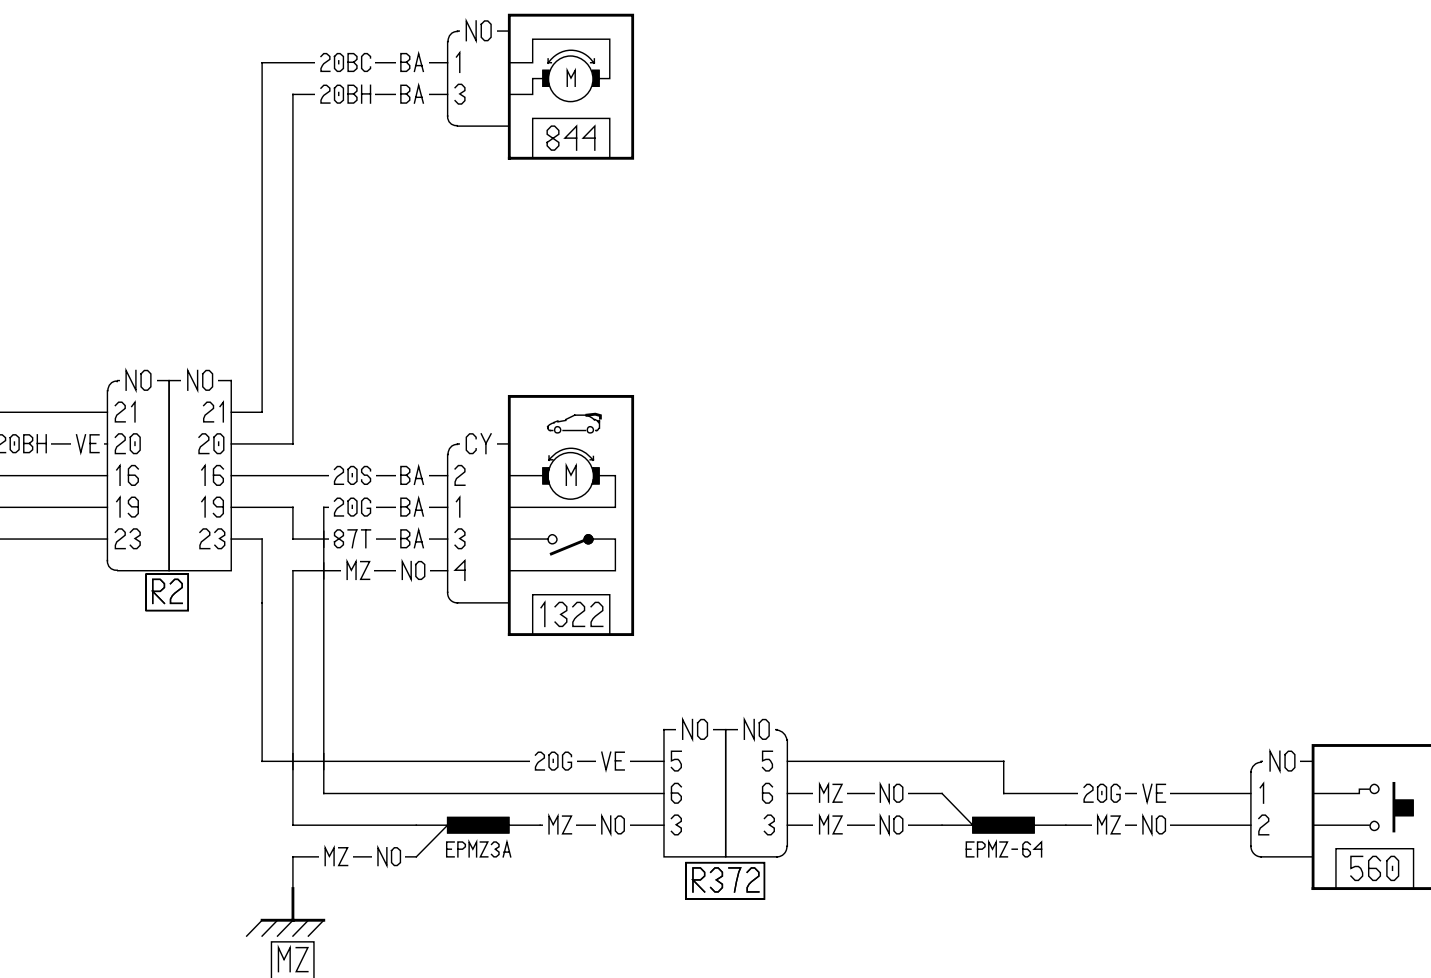 NO
20BC BA 1
20BH BA 3
M
844
NO NO
21 21
20BH VE 20 20
16 16
19 19
23 23
R2
CY
20S BA 2
20G BA 1
87T BA 3
MZ NO 4
M
1322
NO NO
20G VE 5 5
6 6 MZ NO
MZ NO 3 3 MZ NO
EPMZ3A
R372
EPMZ-64
NO
20G VE 1
MZ NO 2
560
MZ NO
MZ